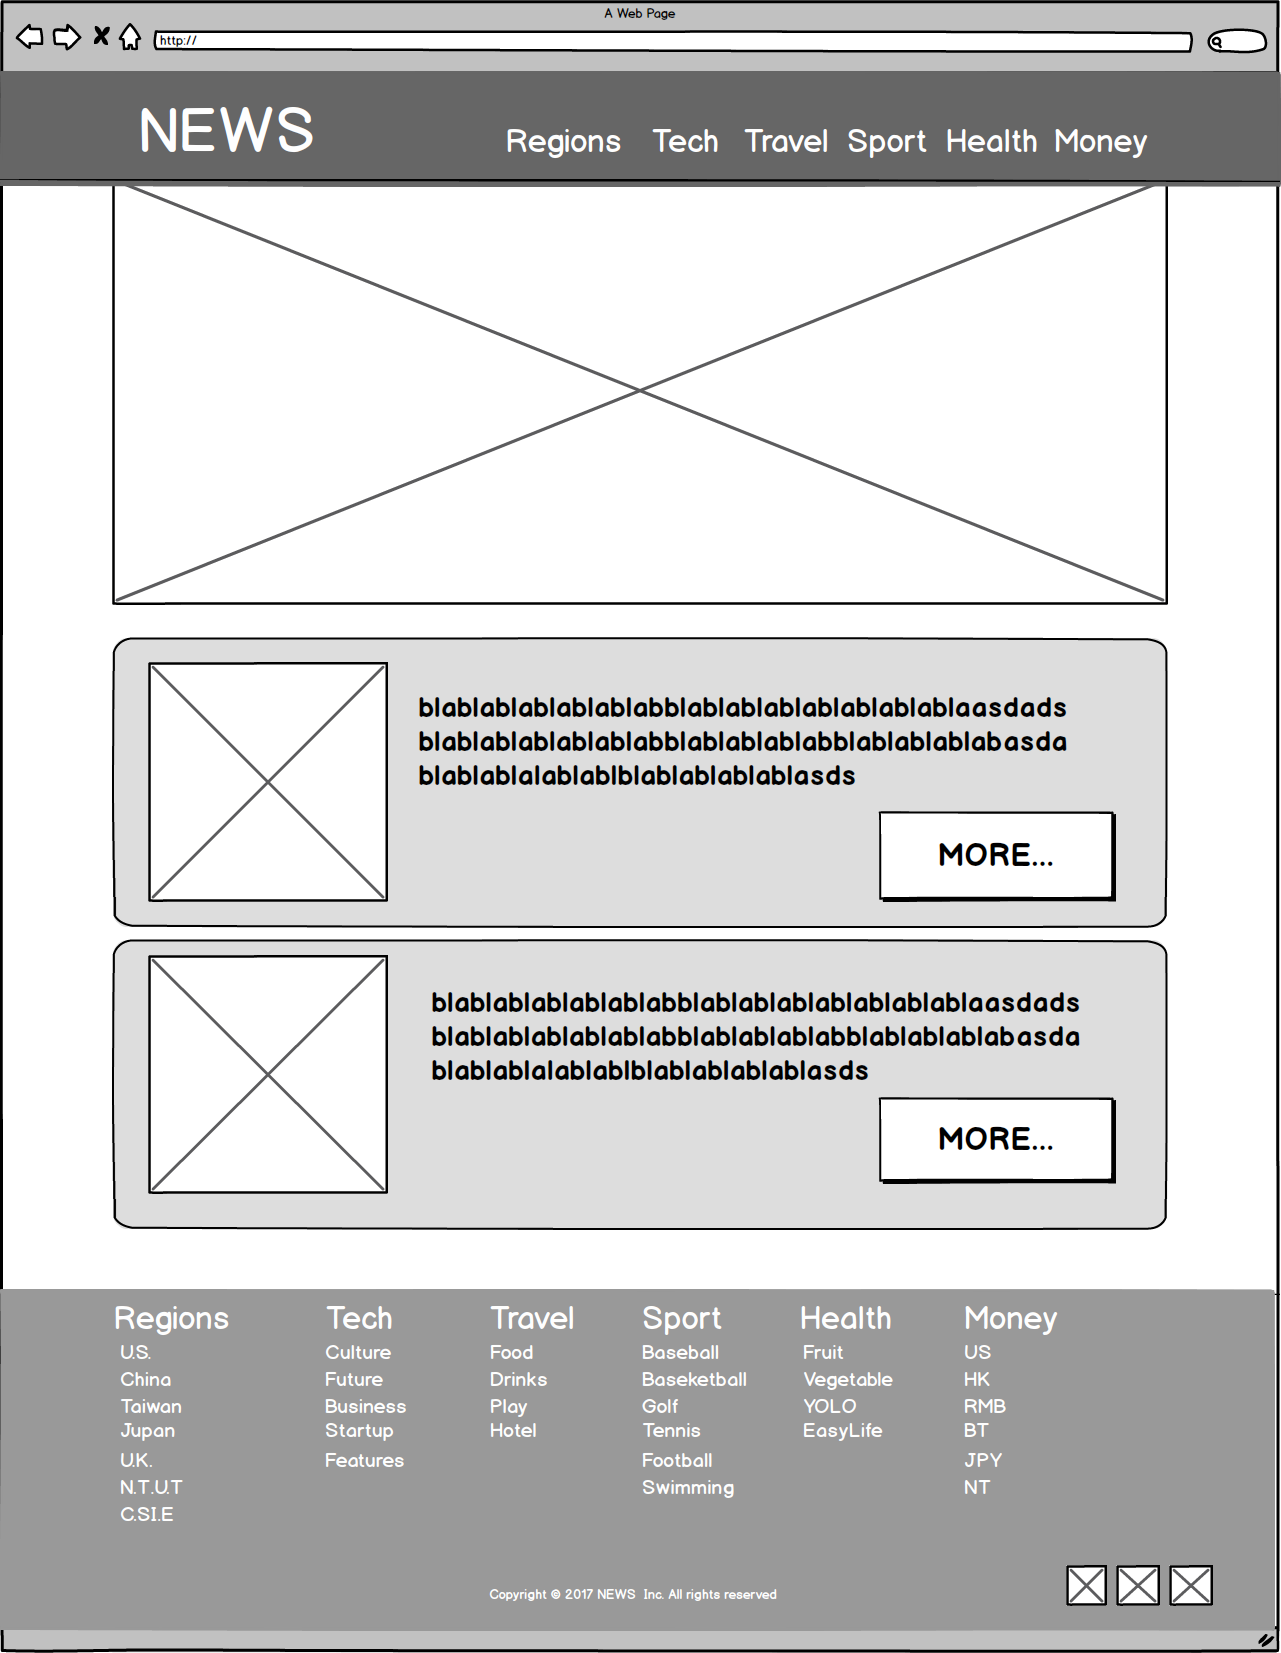 A Web Page
http://
NEWS
Regions Tech Travel Sport Health Money
blablablablablablabblablablablablablablablaasdads
blablablablablablabblablablablabblablablablabasda
blablablalablablblablablablablasds
MORE...
blablablablablablabblablablablablablablablaasdads
blablablablablablabblablablablabblablablablabasda
blablablalablablblablablablablasds
MORE...
Regions Tech Travel Sport Health Money
U.S. Culture Food Baseball Fruit US
China Future Drinks Baseketball Vegetable HK
Taiwan Business Play Golf YOLO RMB
Jupan Startup Hotel Tennis EasyLife BT
U.K. Features Football JPY
N.T.U.T Swimming NT
C.S.I.E
Copyright © 2017 NEWS Inc. All rights reserved